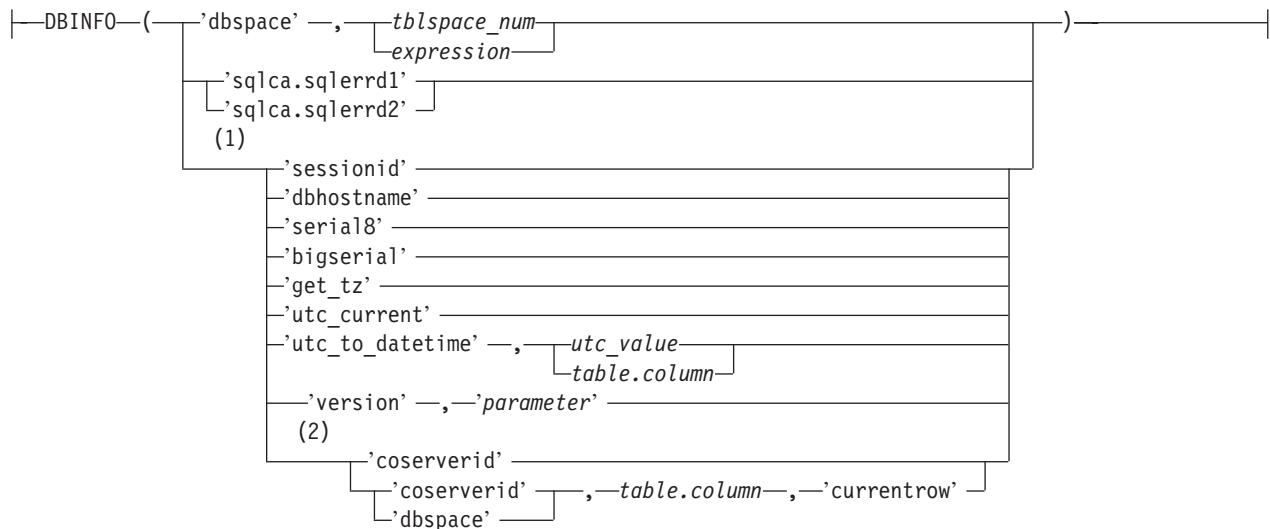 DBINFO ( ’dbspace’ , tblspace_num )
expression
’sqlca.sqlerrd1’
’sqlca.sqlerrd2’
(1)
’sessionid’
’dbhostname’
’serial8’
’bigserial’
’get_tz’
’utc_current’
’utc_to_datetime’ , utc_value
table.column
’version’ , ’parameter’
(2)
’coserverid’
’coserverid’ , table.column , ’currentrow’
’dbspace’